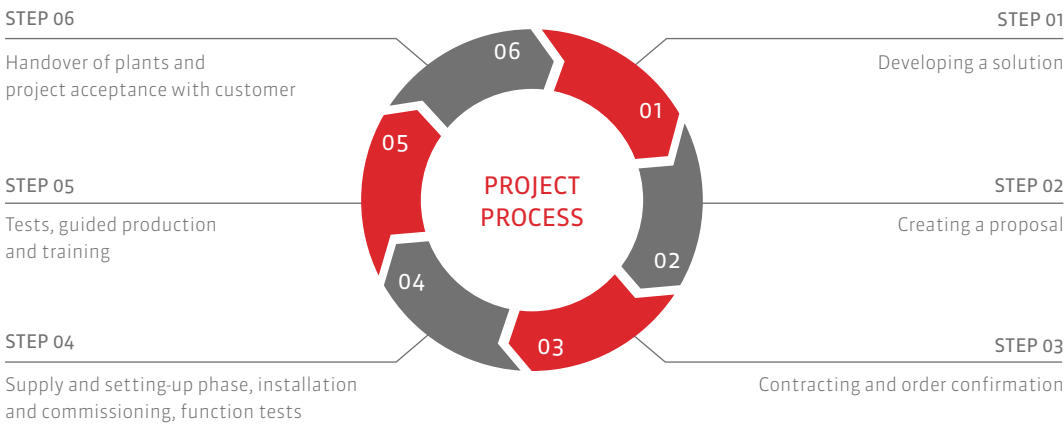 STEP 06
Handover of plants and
project acceptance with customer
STEP 05
Tests, guided production
and training
STEP 04
Supply and setting-up phase, installation
and commissioning, function tests
06
01
05
PROJECT
PROCESS
02
04
03
STEP 01
Developing a solution
STEP 02
Creating a proposal
STEP 03
Contracting and order confirmation